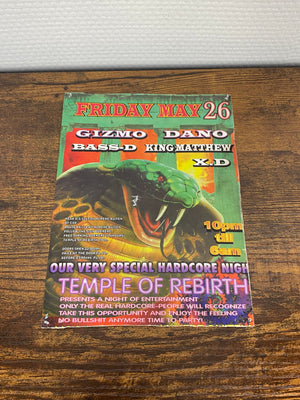 FRIDAY MAY 26
GIZMO DANO
BASS-D KING MATTHEW
X.D
10pm
till
6am
OUR VERY SPECIAL HARDCORE NIGH
TEMPLE OF REBIRTH
PRESENTS A NIGHT OF ENTERTAINMENT
ONLY THE REAL HARDCORE-PEOPLE WILL RECOGNIZE
TAKE THIS OPPORTUNITY AND ENJOY THE FEELING
NO BULLSHIT ANYMORE TIME TO PARTY!